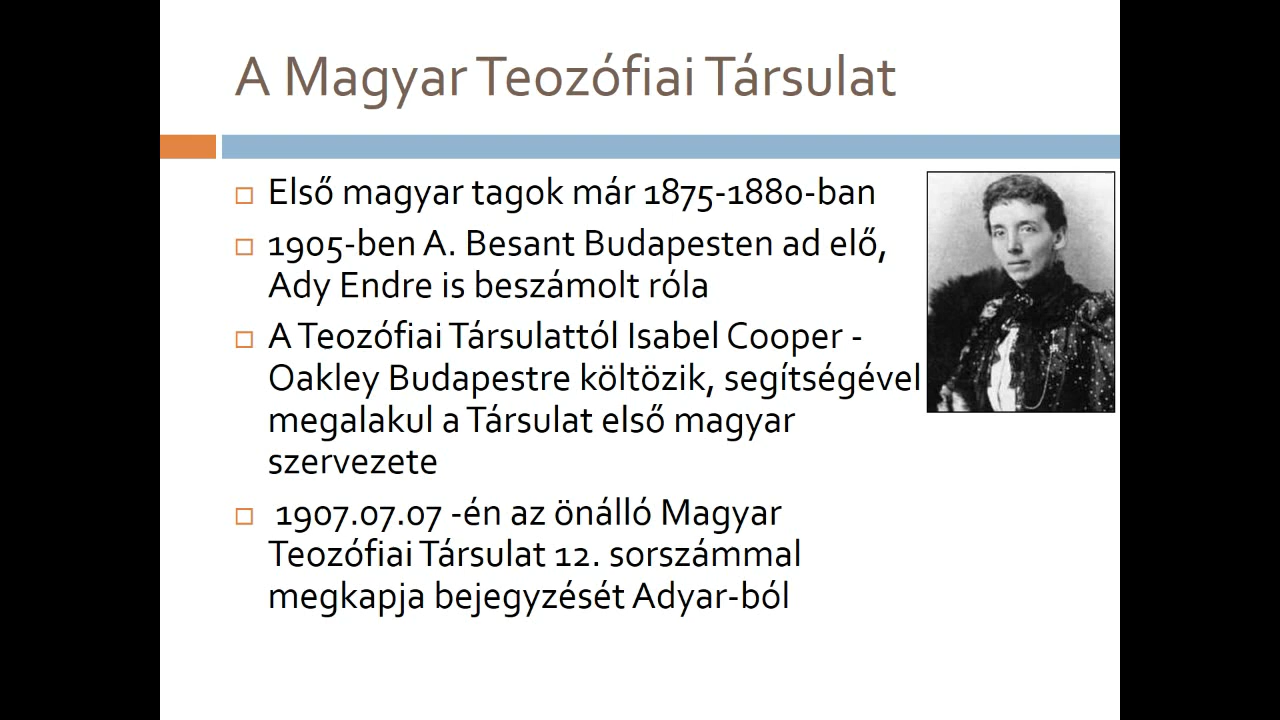 A Magyar Teozófiai Társulat
Első magyar tagok már 1875-1880-ban
1905-ben A. Besant Budapesten ad elő,
Ady Endre is beszámolt róla
A Teozófiai Társulattól Isabel Cooper -
Oakley Budapestre költözik, segítségével
megalakul a Társulat első magyar
szervezete
1907.07.07 -én az önálló Magyar
Teozófiai Társulat 12. sorszámmal
megkapja bejegyzését Adyar-ból